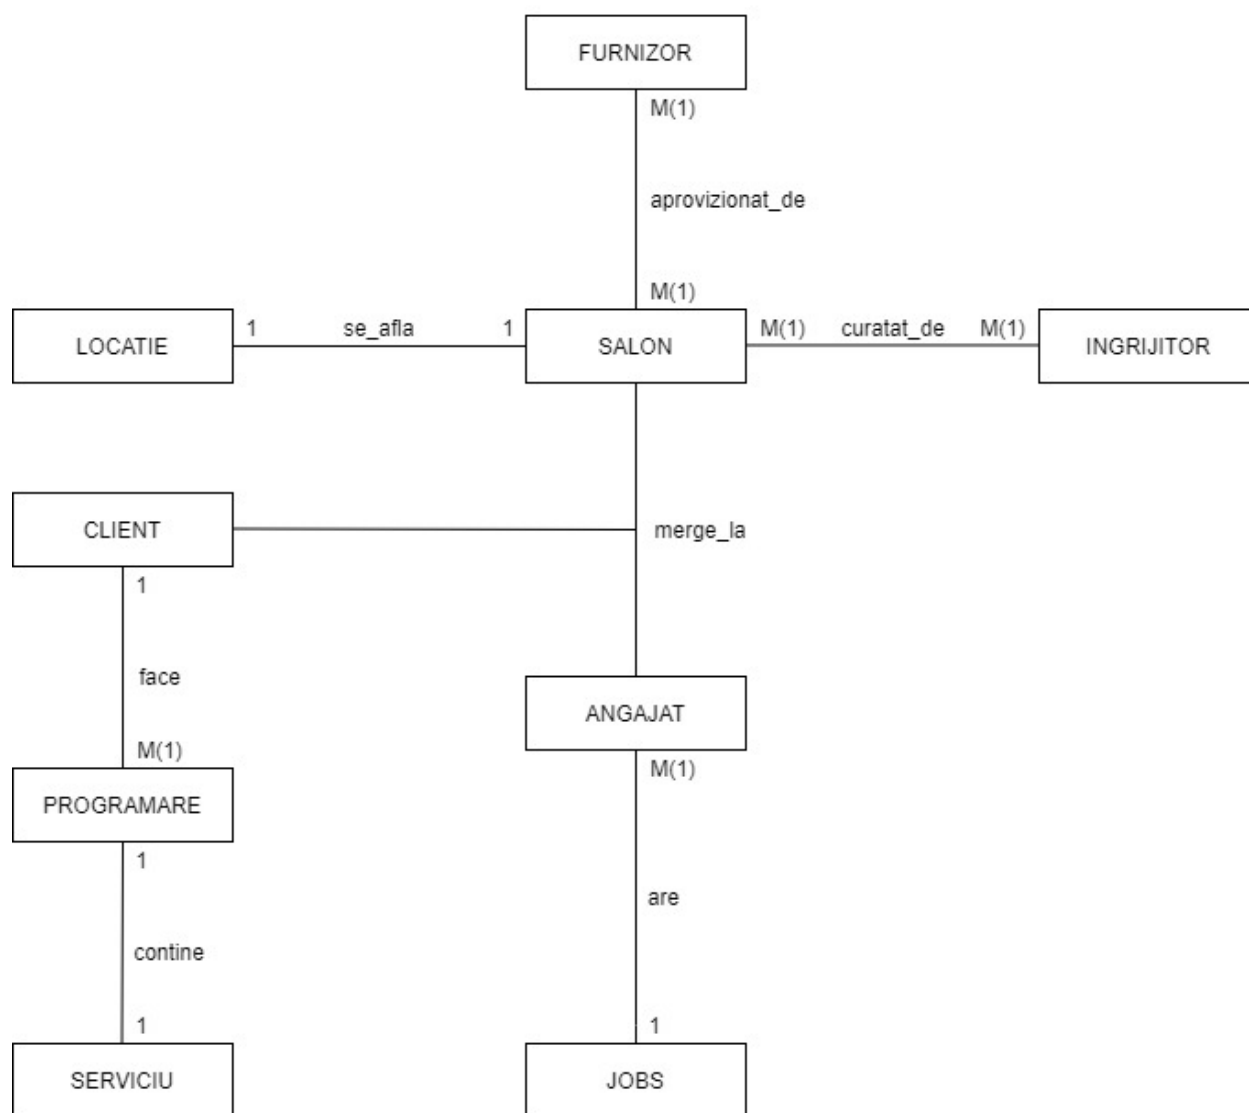 FURNIZOR
M(1)
aprovizionat_de
M(1)
LOCATIE
1
se_afla
1
SALON
M(1)
curatat_de
M(1)
INGRIJITOR
CLIENT
merge_la
1
face
M(1)
ANGAJAT
M(1)
PROGRAMARE
1
are
contine
1
1
SERVICIU
JOBS